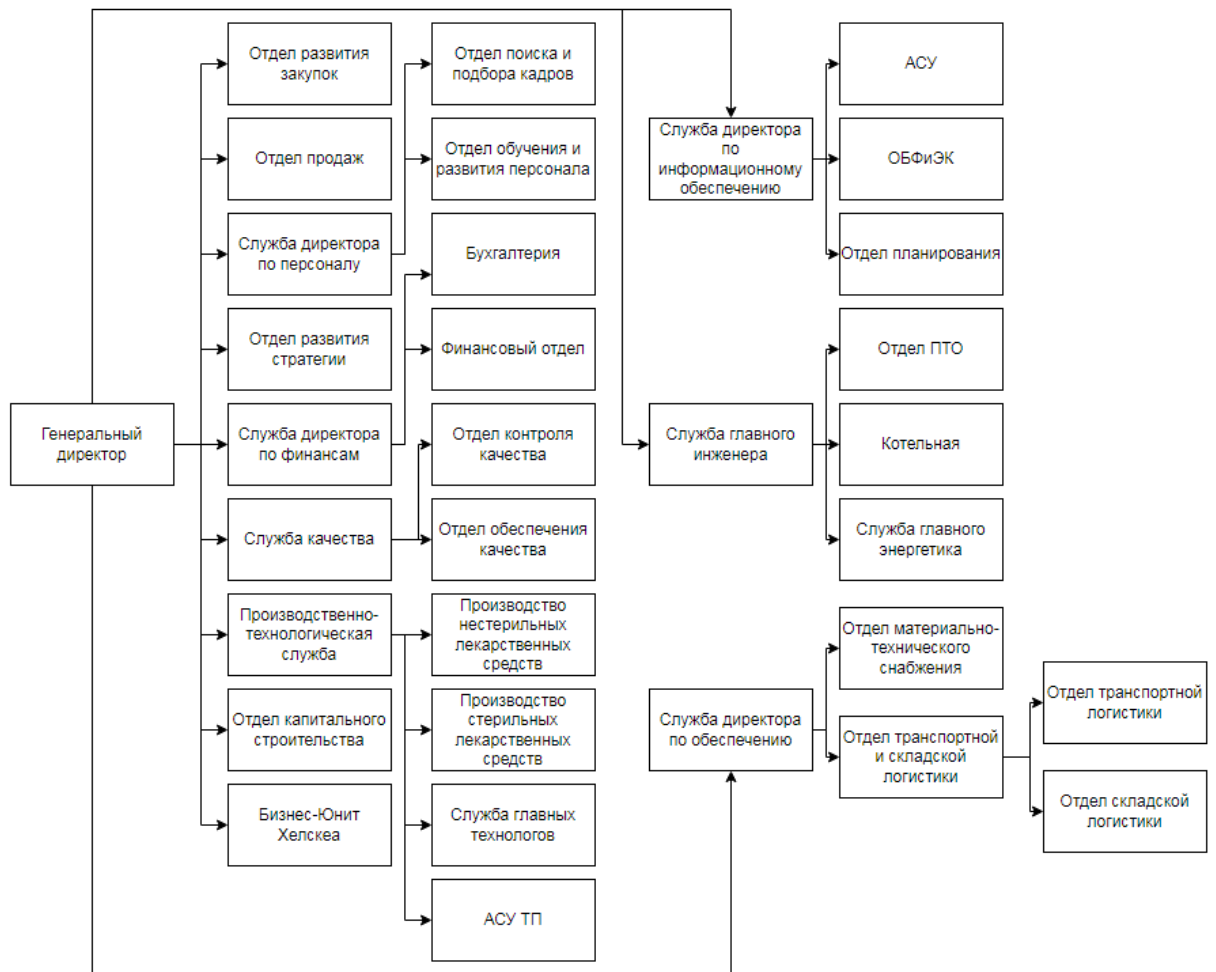 Генеральный
директор
Отдел развития
закупок
Отдел продаж
Служба директора
по персоналу
Отдел развития
стратегии
Служба директора
по финансам
Служба качества
Производственно-
технологическая
служба
Отдел капитального
строительства
Бизнес-Юнит
Хелскеа
Отдел поиска и
подбора кадров
Отдел обучения и
развития персонала
Бухгалтерия
Финансовый отдел
Отдел контроля
качества
Отдел обеспечения
качества
Производство
нестерильных
лекарственных
средств
Производство
стерильных
лекарственных
средств
Служба главных
технологов
АСУ ТП
Служба директора
по
информационному
обеспечению
Служба главного
инженера
Служба директора
по обеспечению
АСУ
ОБФиЭК
Отдел планирования
Отдел ПТО
Котельная
Служба главного
энергетика
Отдел материально-
технического
снабжения
Отдел транспортной
и складской
логистики
Отдел транспортной
логистики
Отдел складской
логистики